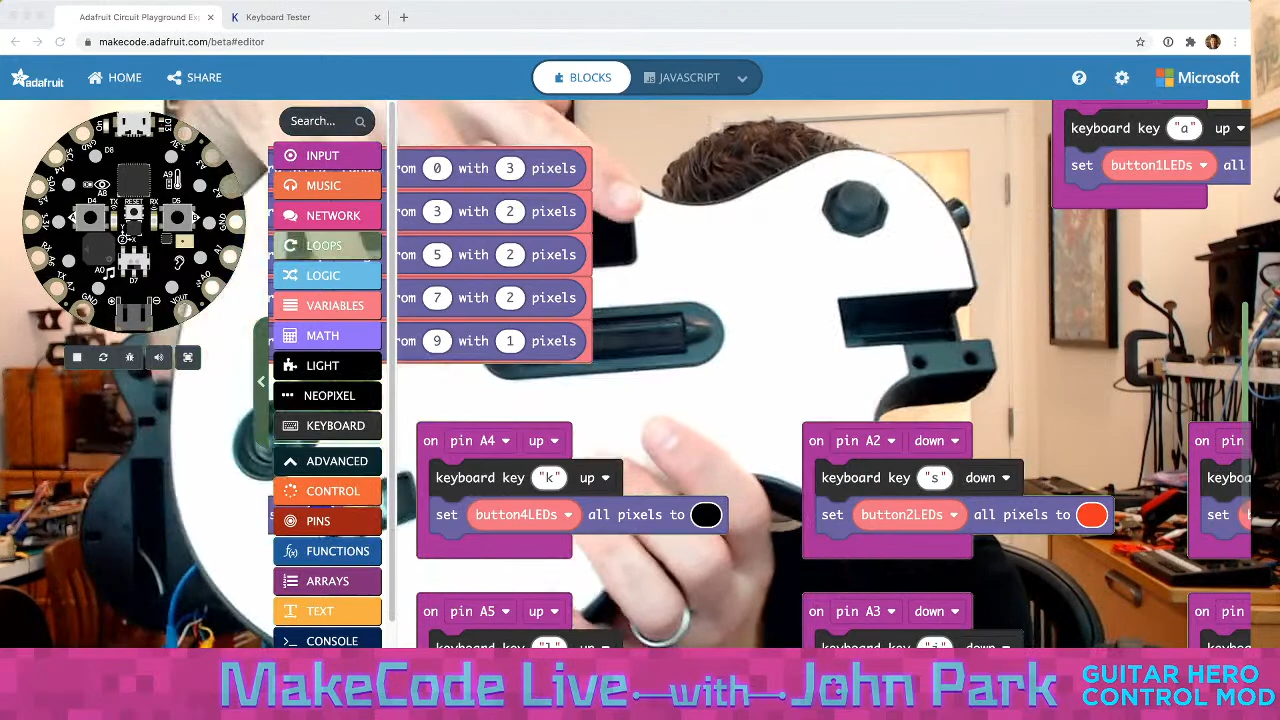 Adafruit Circuit Playground Ex
Keyboard Tester
makecode.adafruit.com/beta#editor
adafruit
HOME
SHARE
BLOCKS
JAVASCRIPT
Microsoft
Search...
INPUT
MUSIC
NETWORK
LOOPS
LOGIC
VARIABLES
MATH
LIGHT
NEOPIXEL
KEYBOARD
ADVANCED
CONTROL
PINS
FUNCTIONS
ARRAYS
TEXT
CONSOLE
rom 0 with 3 pixels
rom 3 with 2 pixels
rom 5 with 2 pixels
rom 7 with 2 pixels
rom 9 with 1 pixels
keyboard key "a" up
set button1LEDs all
on pin A4 up
keyboard key "k" up
set button4LEDs all pixels to
on pin A2 down
keyboard key "s" down
set button2LEDs all pixels to
on pin
keybo
set
on pin A5 up
on pin A3 down
on pin
MakeCode Live with John Park
GUITAR HERO
CONTROL MOD